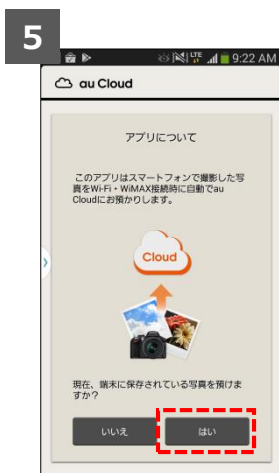 5
LTE 9:22 AM
au Cloud
アプリについて
このアプリはスマートフォンで撮影した写
真をWi-Fi・WiMAX接続時に自動でau
Cloudにお預かりします。
Cloud
現在、端末に保存されている写真を預けま
すか？
いいえ はい